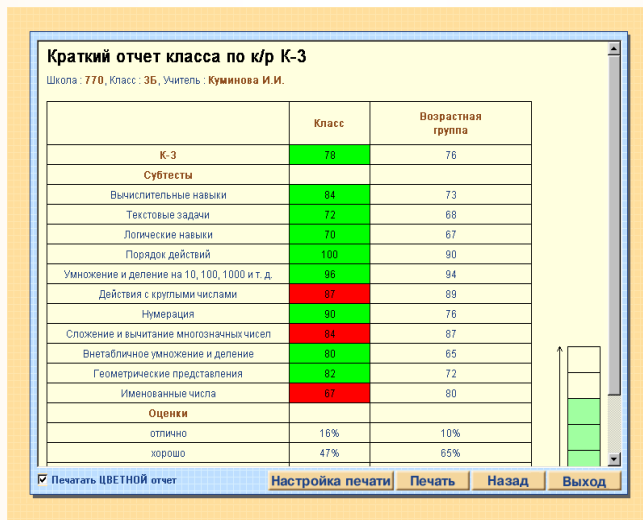 Краткий отчет класса по к/р К-3
Школа : 770, Класс : 3Б, Учитель : Куминова И.И.
Класс Возрастная группа
К-3 78 76
Субтесты
Вычислительные навыки 84 73
Текстовые задачи 72 68
Логические навыки 70 67
Порядок действий 100 90
Умножение и деление на 10, 100, 1000 и т. д. 96 94
Действия с круглыми числами 87 89
Нумерация 90 76
Сложение и вычитание многозначных чисел 84 87
Внетабличное умножение и деление 80 65
Геометрические представления 82 72
Именованные числа 67 80
Оценки
отлично 16% 10%
хорошо 47% 65%
Печатать ЦВЕТНОЙ отчет Настройка печати Печать Назад Выход